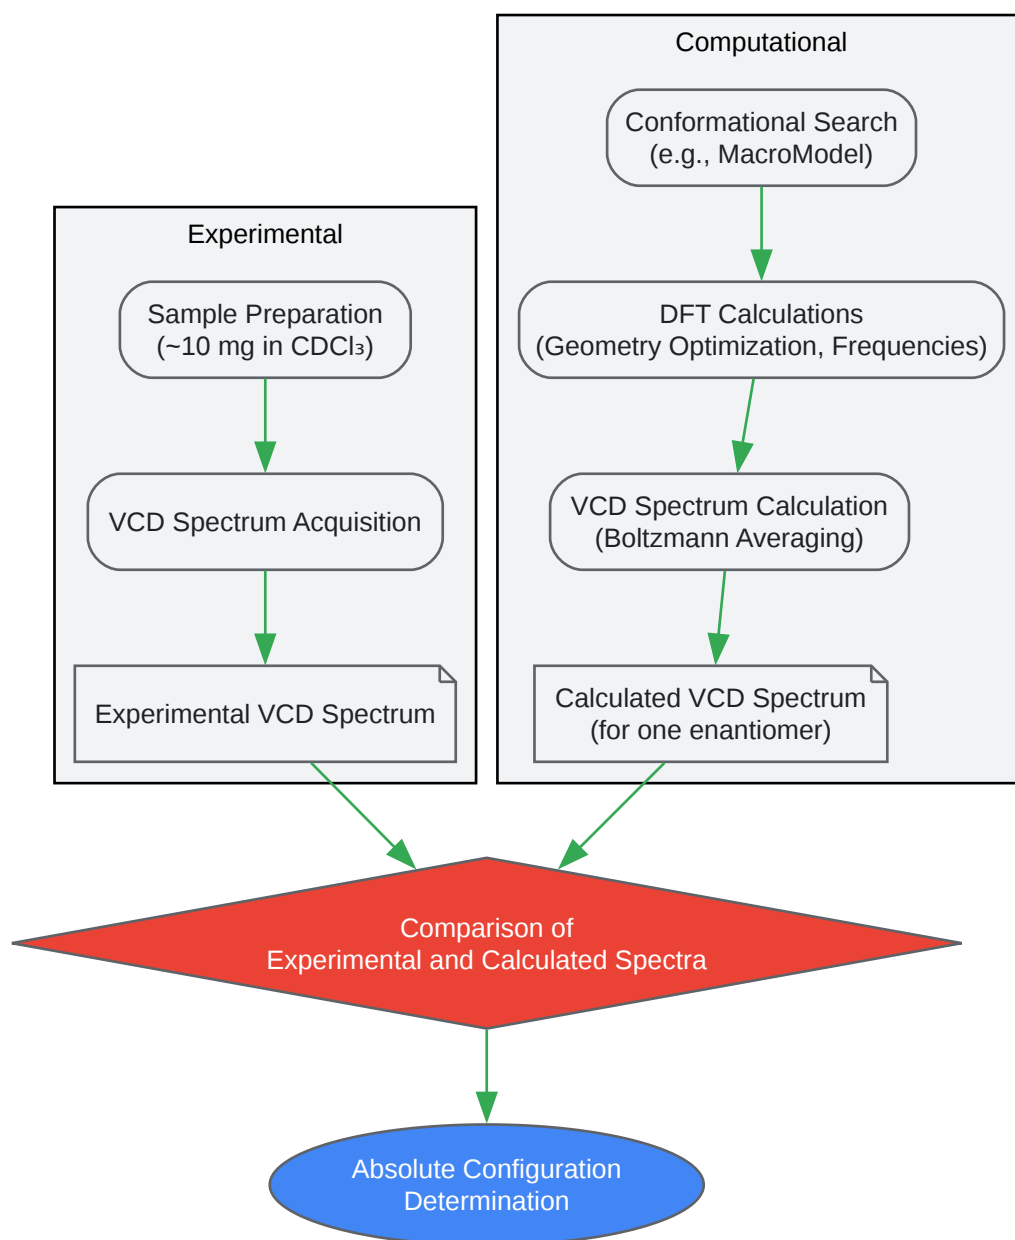 Computational
Conformational Search
(e.g., MacroModel)
DFT Calculations
(Geometry Optimization, Frequencies)
VCD Spectrum Calculation
(Boltzmann Averaging)
Calculated VCD Spectrum
(for one enantiomer)
Experimental
Sample Preparation
(~10 mg in CDCl₃)
VCD Spectrum Acquisition
Experimental VCD Spectrum
Comparison of
Experimental and Calculated Spectra
Absolute Configuration
Determination